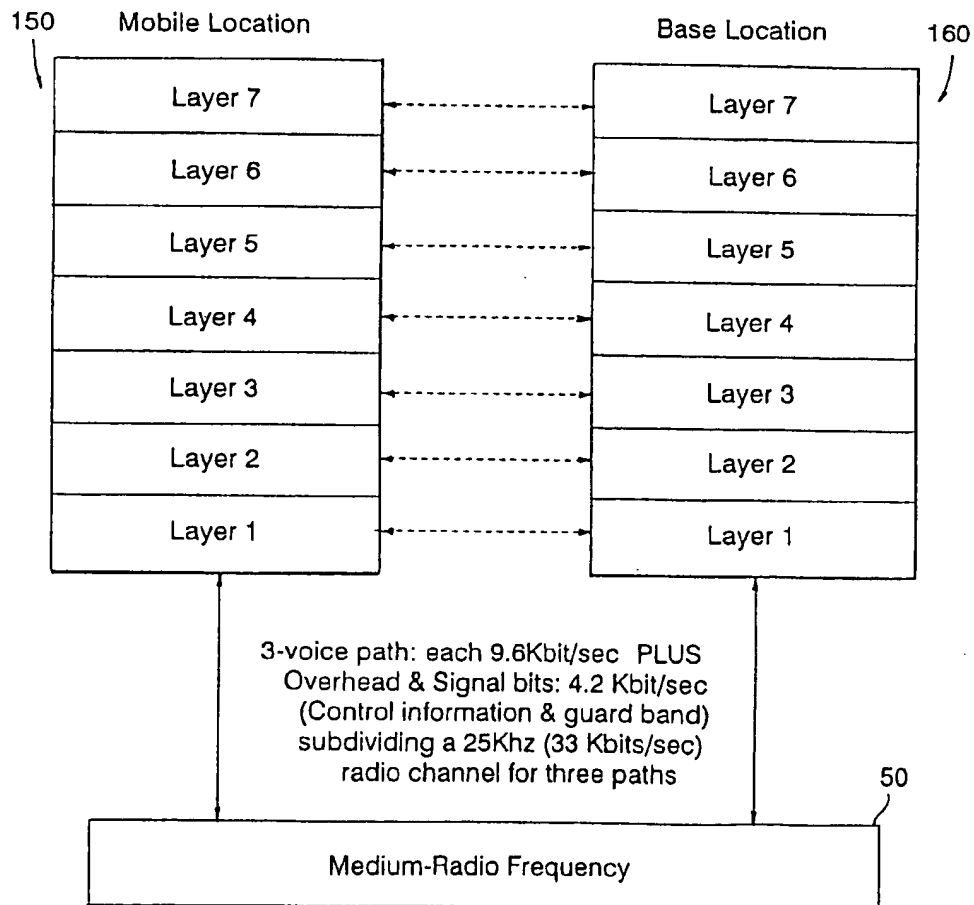 150
Mobile Location
Base Location
160
Layer 7
Layer 7
Layer 6
Layer 6
Layer 5
Layer 5
Layer 4
Layer 4
Layer 3
Layer 3
Layer 2
Layer 2
Layer 1
Layer 1
3-voice path: each 9.6Kbit/sec PLUS
Overhead & Signal bits: 4.2 Kbit/sec
(Control information & guard band)
subdividing a 25Khz (33 Kbits/sec)
radio channel for three paths
50
Medium-Radio Frequency